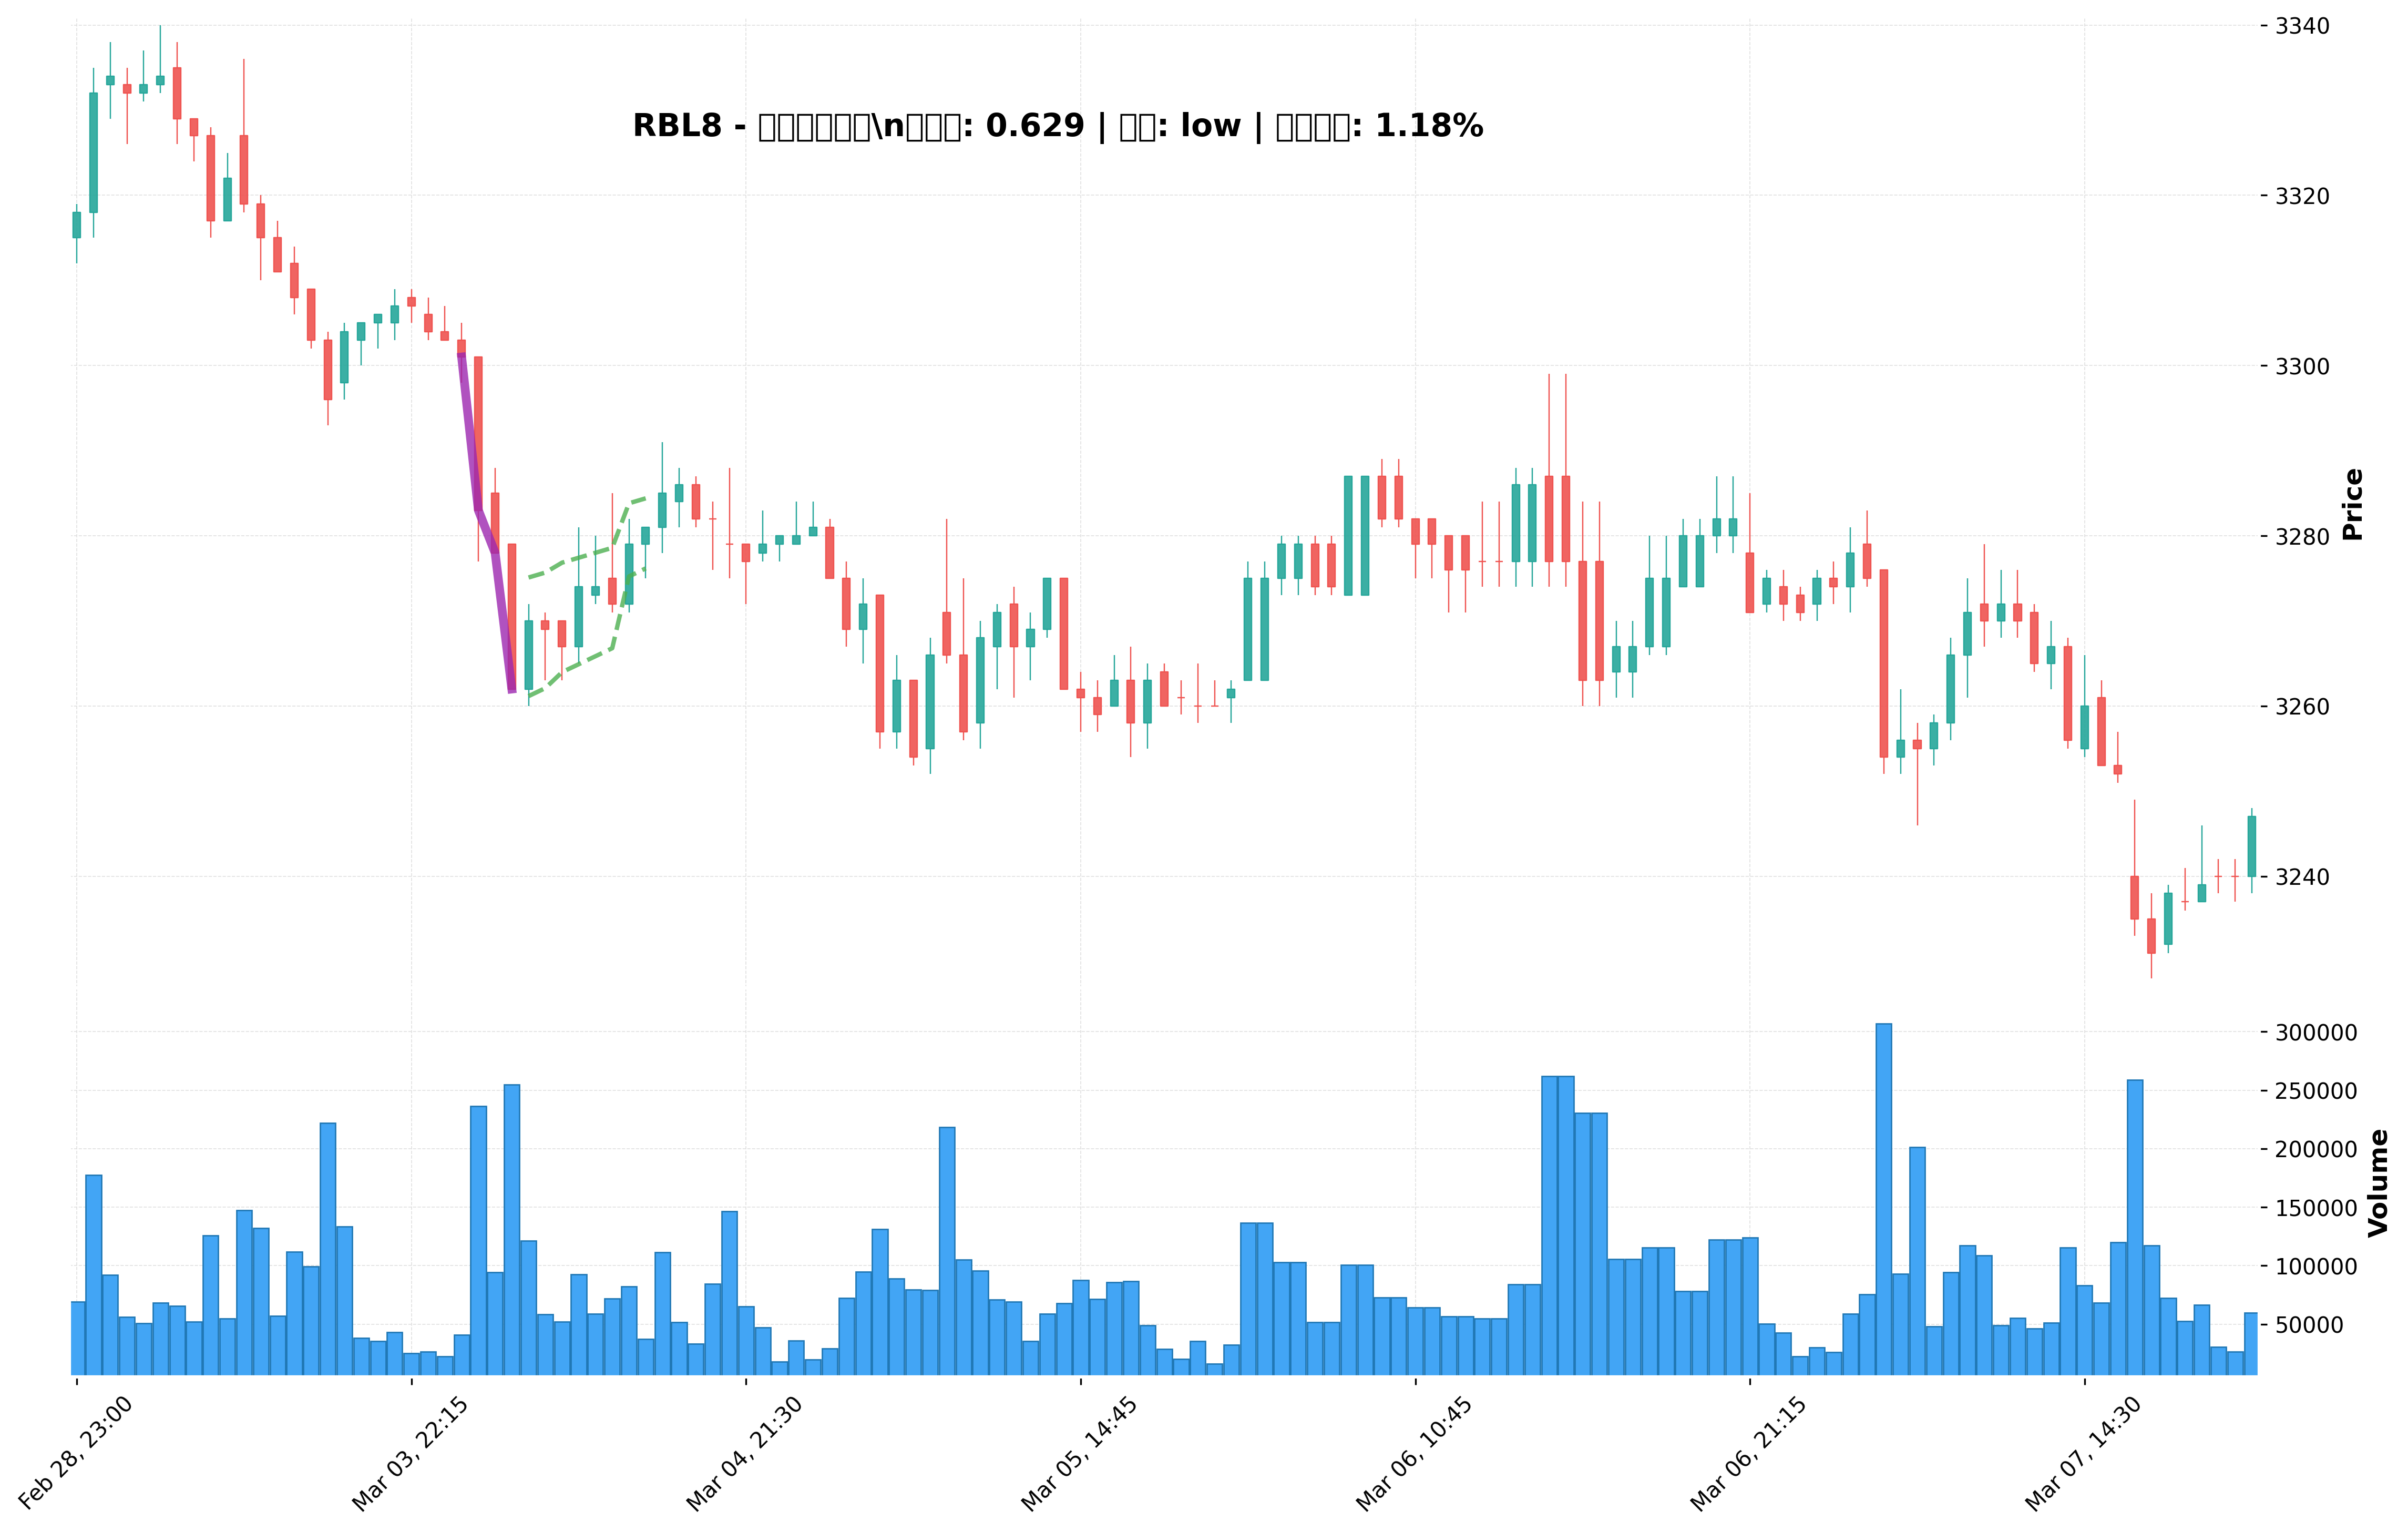 RBL8 - □□□□□□\n□□□: 0.629 | □□: low | □□□□: 1.18%
3340
3320
3300
3280
3260
3240
Price
300000
250000
200000
150000
100000
50000
Volume
Feb 28, 23:00
Mar 03, 22:15
Mar 04, 21:30
Mar 05, 14:45
Mar 06, 10:45
Mar 06, 21:15
Mar 07, 14:30